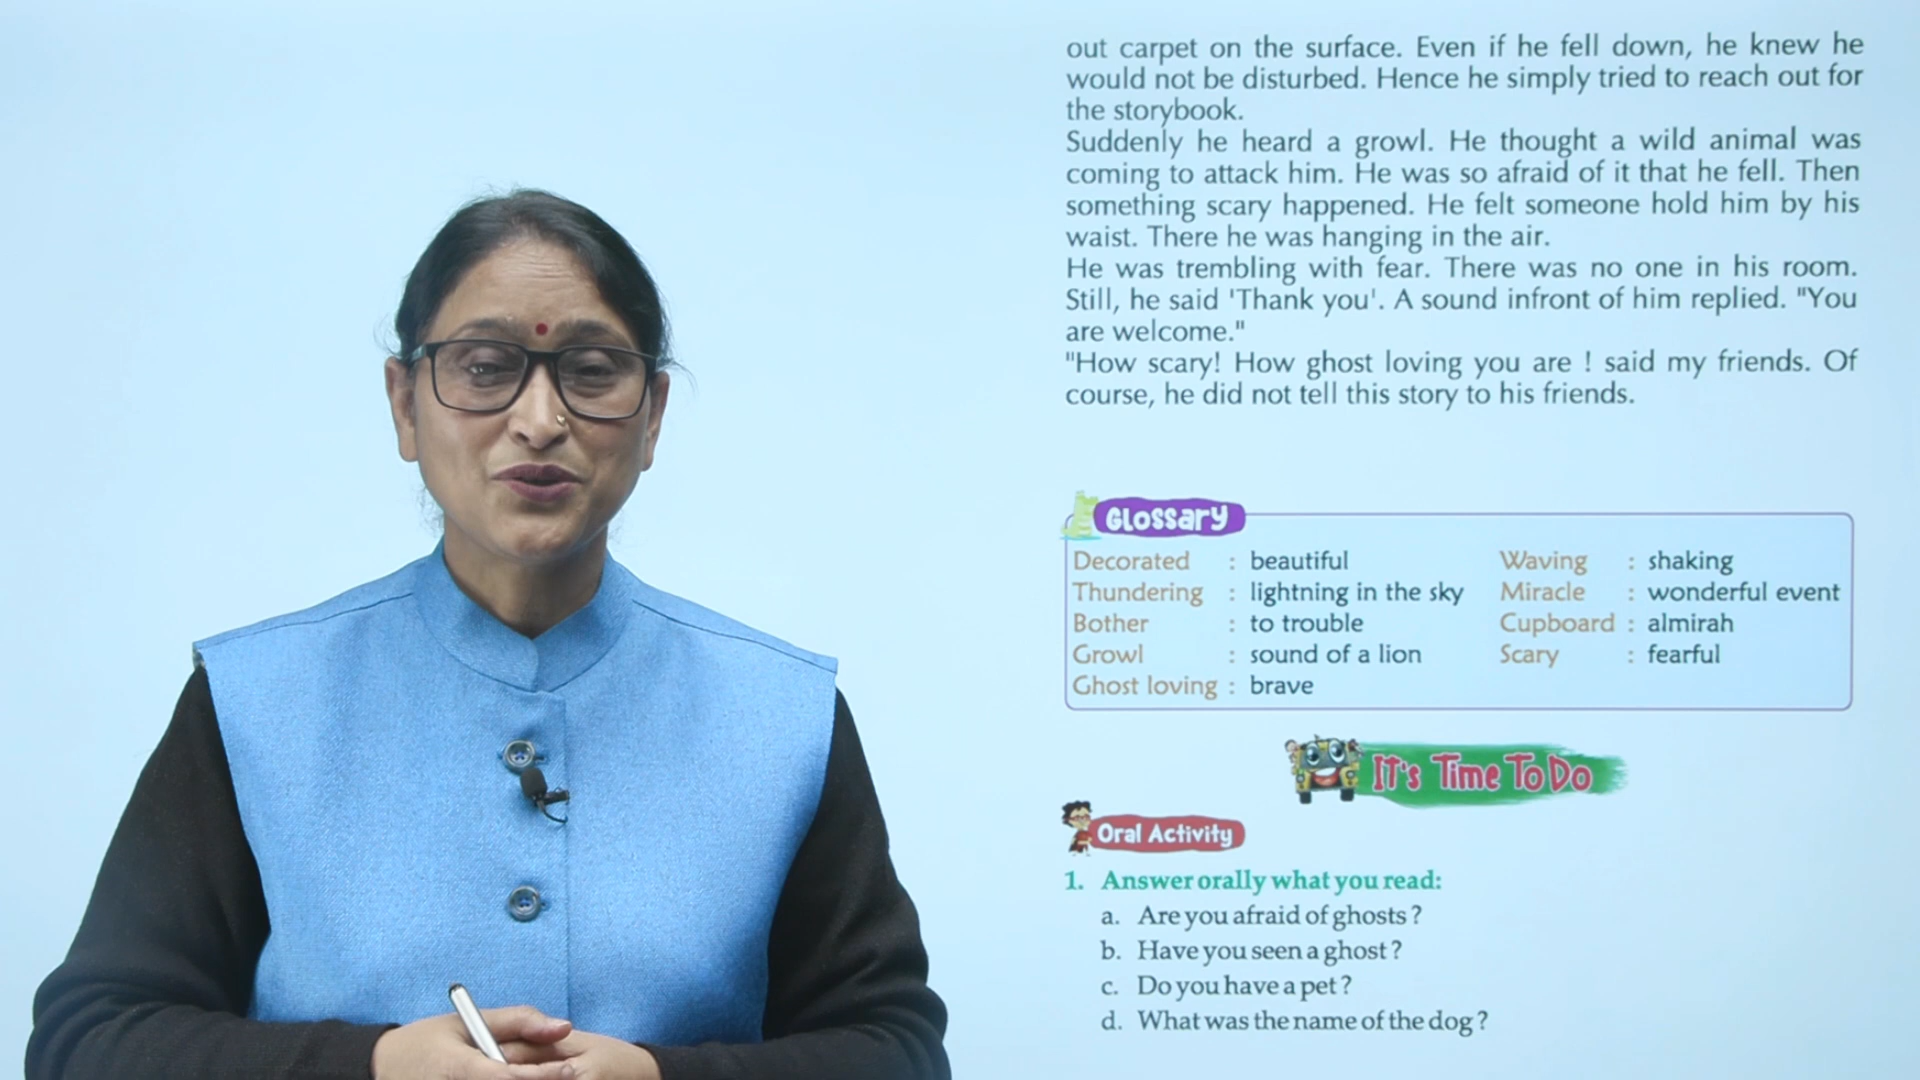 out carpet on the surface. Even if he fell down, he knew he
would not be disturbed. Hence he simply tried to reach out for
the storybook.
Suddenly he heard a growl. He thought a wild animal was
coming to attack him. He was so afraid of it that he fell. Then
something scary happened. He felt someone hold him by his
waist. There he was hanging in the air.
He was trembling with fear. There was no one in his room.
Still, he said 'Thank you'. A sound infront of him replied. "You
are welcome."
"How scary! How ghost loving you are ! said my friends. Of
course, he did not tell this story to his friends.
Glossary
Decorated : beautiful Waving : shaking
Thundering : lightning in the sky Miracle : wonderful event
Bother : to trouble Cupboard : almirah
Growl : sound of a lion Scary : fearful
Ghost loving : brave
It's Time To Do
Oral Activity
1. Answer orally what you read:
a. Are you afraid of ghosts ?
b. Have you seen a ghost ?
c. Do you have a pet ?
d. What was the name of the dog ?